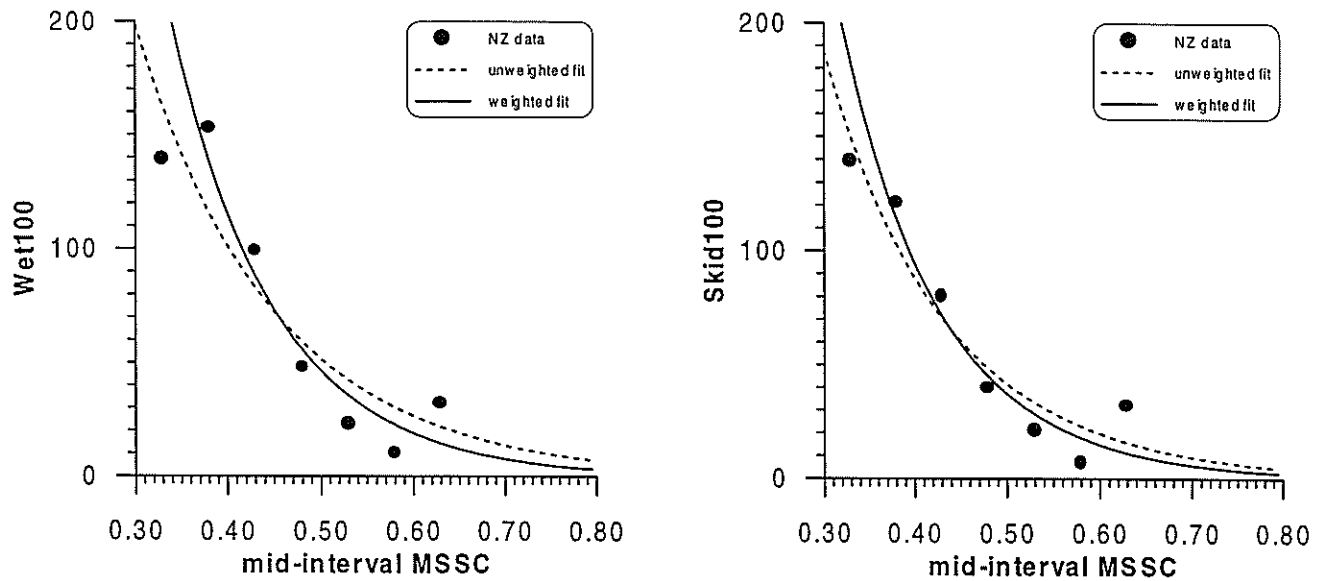 200
100
0
Wet100
0.30 0.40 0.50 0.60 0.70 0.80
mid-interval MSSC
NZ data
unweighted fit
weighted fit
200
100
0
Skid100
0.30 0.40 0.50 0.60 0.70 0.80
mid-interval MSSC
NZ data
unweighted fit
weighted fit